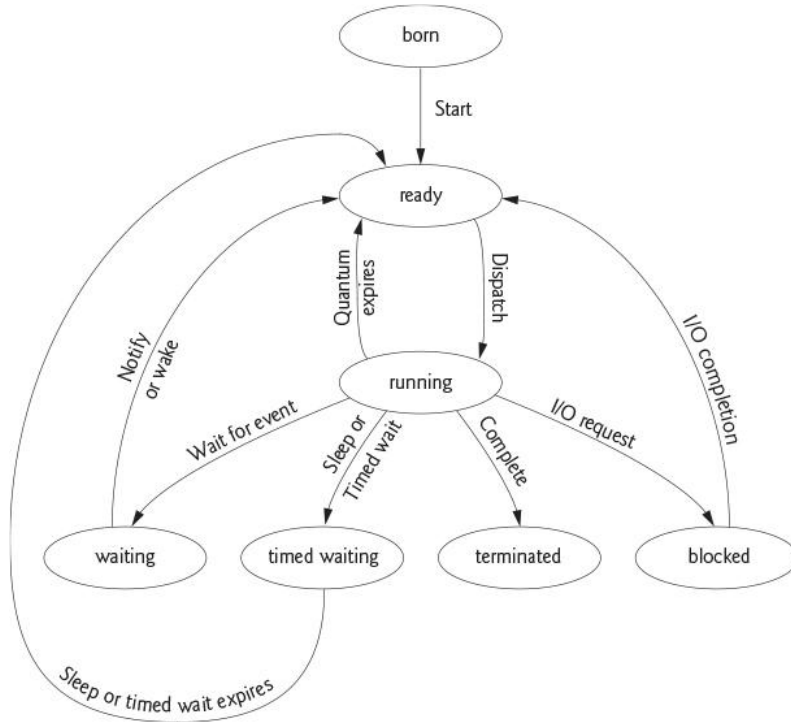 born
Start
ready
Quantum
expires
Dispatch
Notify
or wake
I/O completion
running
Wait for event
Sleep or
Timed wait
Complete
I/O request
waiting
timed waiting
terminated
blocked
Sleep or timed wait expires